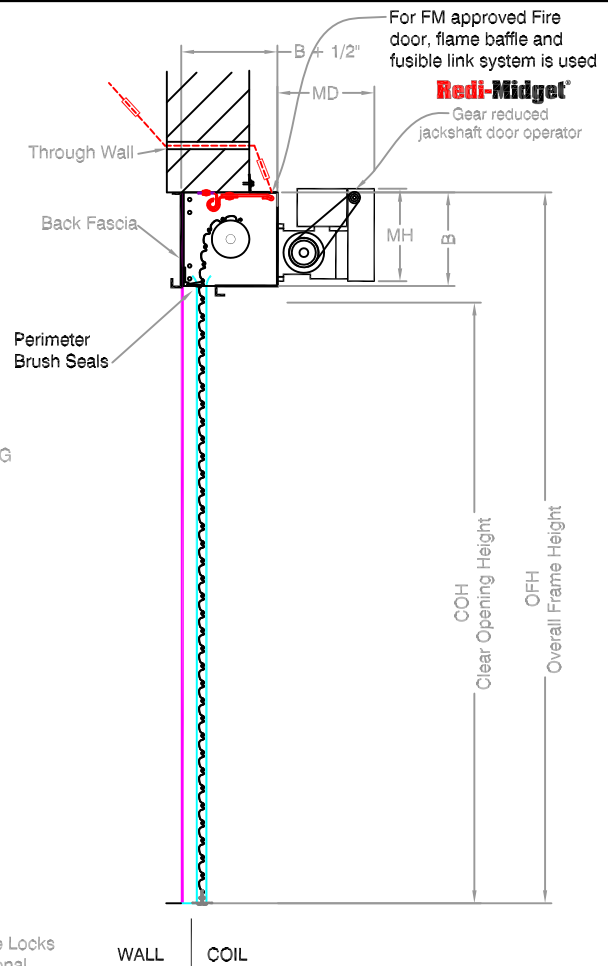 For FM approved Fire
door, flame baffle and
fusible link system is used
B + 1/2"
MD
Redi-Midget®
Gear reduced
jackshaft door operator
Through Wall
Back Fascia
MH
B
Perimeter
Brush Seals
G
COH
Clear Opening Height
OFH
Overall Frame Height
Locks
WALL
COIL